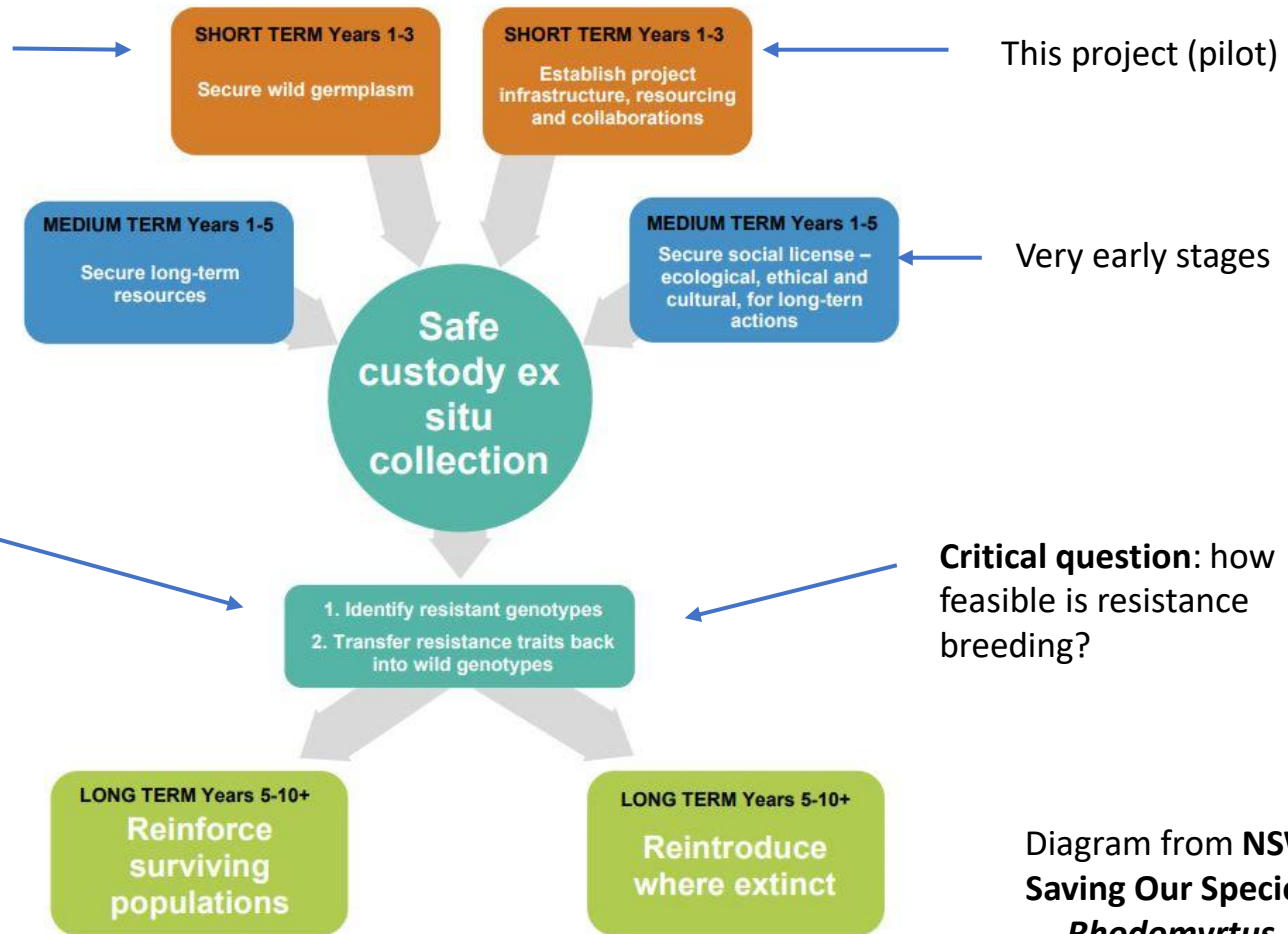 SHORT TERM Years 1-3
Secure wild germplasm
SHORT TERM Years 1-3
Establish project
infrastructure, resourcing
and collaborations
This project (pilot)
MEDIUM TERM Years 1-5
Secure long-term
resources
MEDIUM TERM Years 1-5
Secure social license –
ecological, ethical and
cultural, for long-tern
actions
Very early stages
Safe
custody ex
situ
collection
1. Identify resistant genotypes
2. Transfer resistance traits back
into wild genotypes
Critical question: how
feasible is resistance
breeding?
LONG TERM Years 5-10+
Reinforce
surviving
populations
LONG TERM Years 5-10+
Reintroduce
where extinct
Diagram from
Saving Our